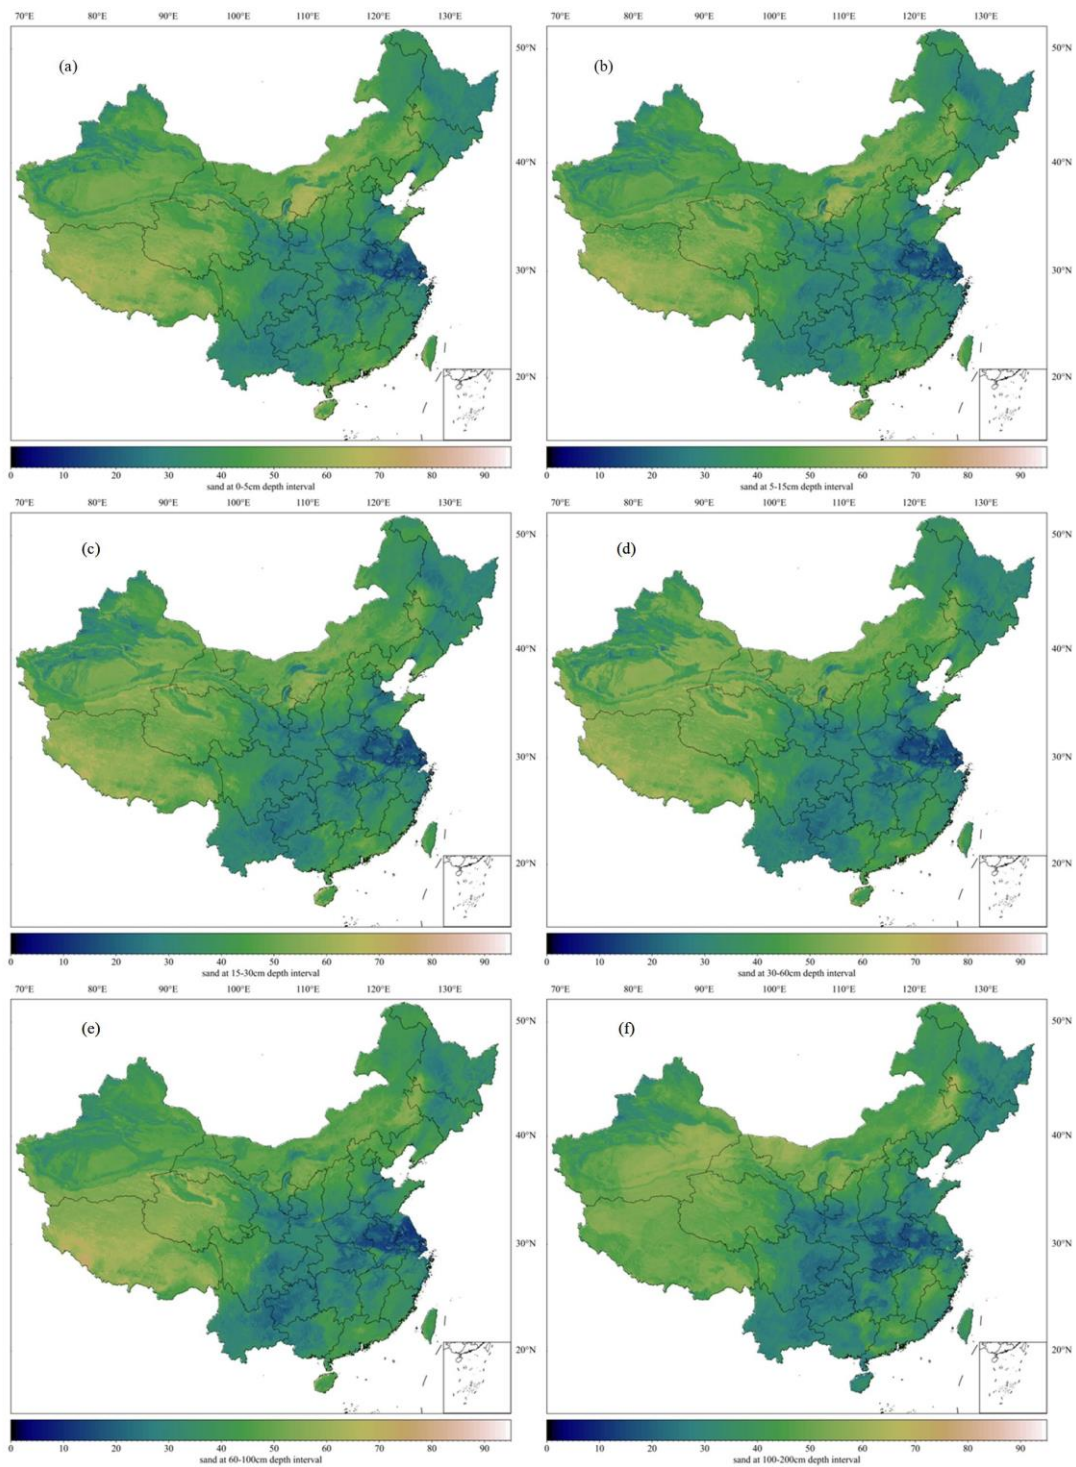 70°E 80°E 90°E 100°E 110°E 120°E 130°E 70°E 80°E 90°E 100°E 110°E 120°E 130°E
(a) (b)
50°N 50°N
40°N 40°N
30°N 30°N
20°N 20°N
0 10 20 30 40 50 60 70 80 90 0 10 20 30 40 50 60 70 80 90
sand at 0-5cm depth interval sand at 5-15cm depth interval
70°E 80°E 90°E 100°E 110°E 120°E 130°E 70°E 80°E 90°E 100°E 110°E 120°E 130°E
(c) (d)
50°N 50°N
40°N 40°N
30°N 30°N
20°N 20°N
0 10 20 30 40 50 60 70 80 90 0 10 20 30 40 50 60 70 80 90
sand at 15-30cm depth interval sand at 30-60cm depth interval
70°E 80°E 90°E 100°E 110°E 120°E 130°E 70°E 80°E 90°E 100°E 110°E 120°E 130°E
(e) (f)
50°N 50°N
40°N 40°N
30°N 30°N
20°N 20°N
0 10 20 30 40 50 60 70 80 90 0 10 20 30 40 50 60 70 80 90
sand at 60-100cm depth interval sand at 100-200cm depth interval